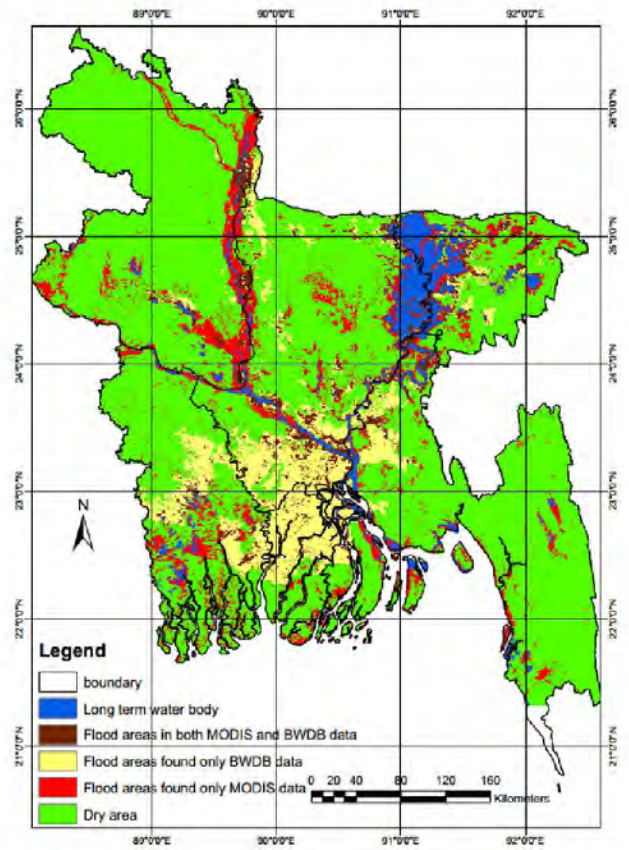 89°0'0"E 90°0'0"E 91°0'0"E 92°0'0"E
26°0'0"N 26°0'0"N
25°0'0"N 25°0'0"N
24°0'0"N 24°0'0"N
23°0'0"N 23°0'0"N
N
22°0'0"N 22°0'0"N
Legend
boundary
Long term water body
Flood areas in both MODIS and BWDB data
21°0'0"N 21°0'0"N
Flood areas found only BWDB data
Flood areas found only MODIS data
0 20 40 80 120 160
Kilometers
Dry area
89°0'0"E 90°0'0"E 91°0'0"E 92°0'0"E